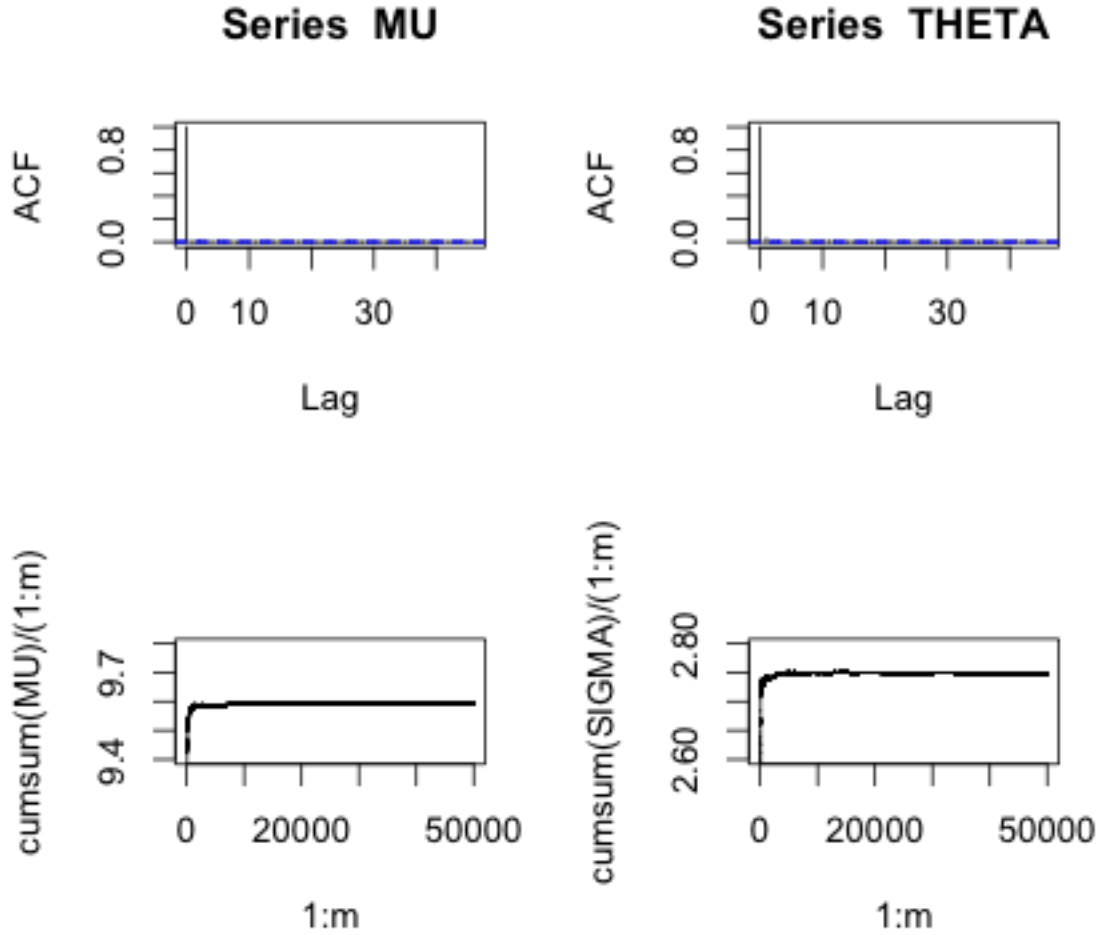 Series MU
ACF
0.0 0.8
0 10 30
Lag
Series THETA
ACF
0.0 0.8
0 10 30
Lag
cumsum(MU)/(1:m)
9.4 9.7
0 20000 50000
1:m
cumsum(SIGMA)/(1:m)
2.60 2.80
0 20000 50000
1:m